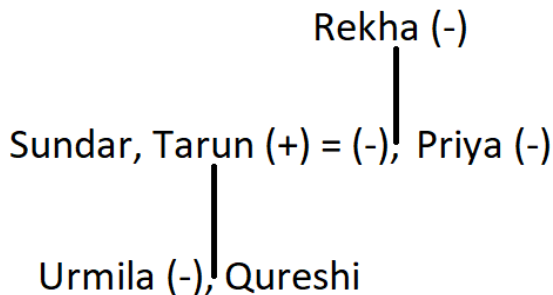 Rekha (-)
Sundar, Tarun (+) = (-), Priya (-)
Urmila (-), Qureshi